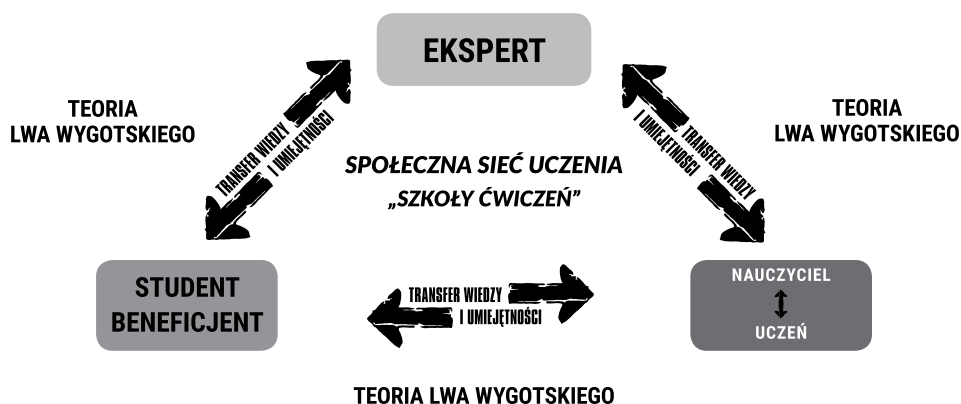 EKSPERT
TEORIA
LWA WYGOTSKIEGO
TEORIA
LWA WYGOTSKIEGO
TRANSFER WIEDZY
I UMIEJĘTNOŚCI
TRANSFER WIEDZY
I UMIEJĘTNOŚCI
SPOŁECZNA SIEĆ UCZENIA
„SZKOŁY ĆWICZEŃ”
STUDENT
BENEFICJENT
TRANSFER WIEDZY
I UMIEJĘTNOŚCI
NAUCZYCIEL
UCZEŃ
TEORIA LWA WYGOTSKIEGO